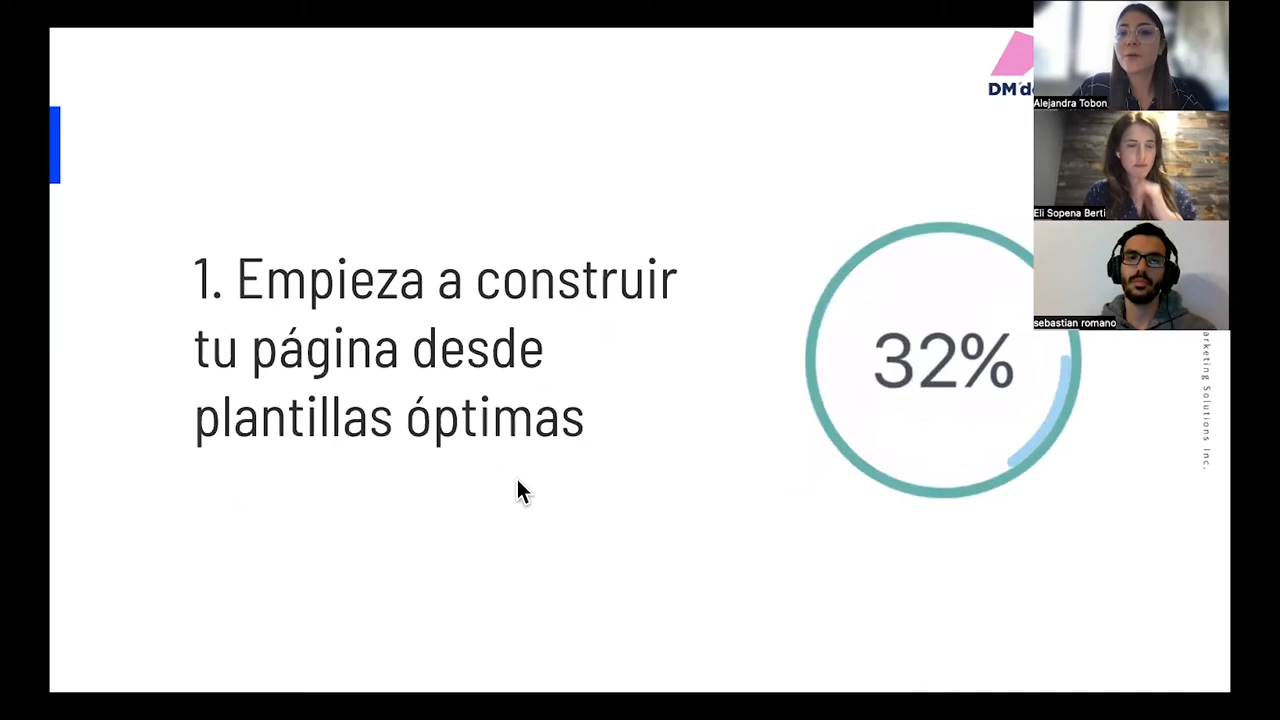 DM
Alejandra Tobon
Eli Sopena Berti
sebastian romano
1. Empieza a construir
tu página desde
plantillas óptimas
32%
Marketing Solutions Inc.